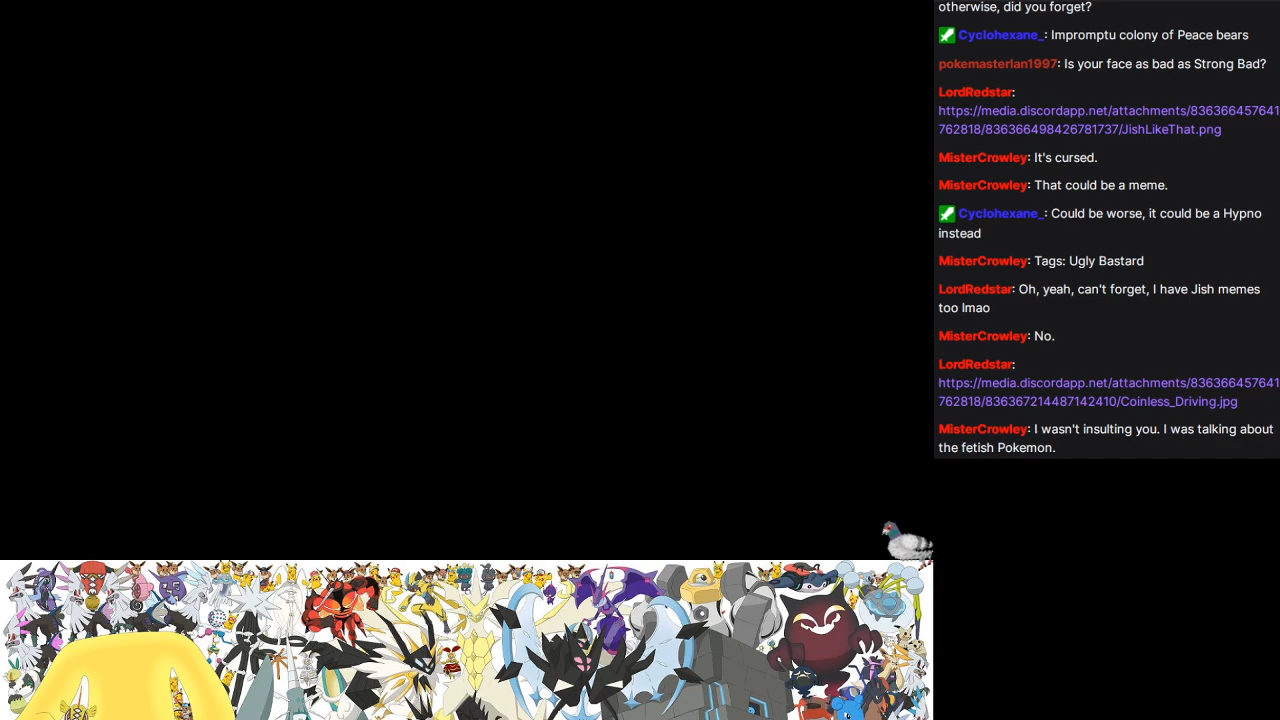 otherwise, did you forget?
Cyclohexane_: Impromptu colony of Peace bears
pokemasterlan1997: Is your face as bad as Strong Bad?
LordRedstar:
https://media.discordapp.net/attachments/836366457641
762818/836366498426781737/JishLikeThat.png
MisterCrowley: It's cursed.
MisterCrowley: That could be a meme.
Cyclohexane_: Could be worse, it could be a Hypno
instead
MisterCrowley: Tags: Ugly Bastard
LordRedstar: Oh, yeah, can't forget, I have Jish memes
too lmao
MisterCrowley: No.
LordRedstar:
https://media.discordapp.net/attachments/836366457641
762818/836367214487142410/Coinless_Driving.jpg
MisterCrowley: I wasn't insulting you. I was talking about
the fetish Pokemon.